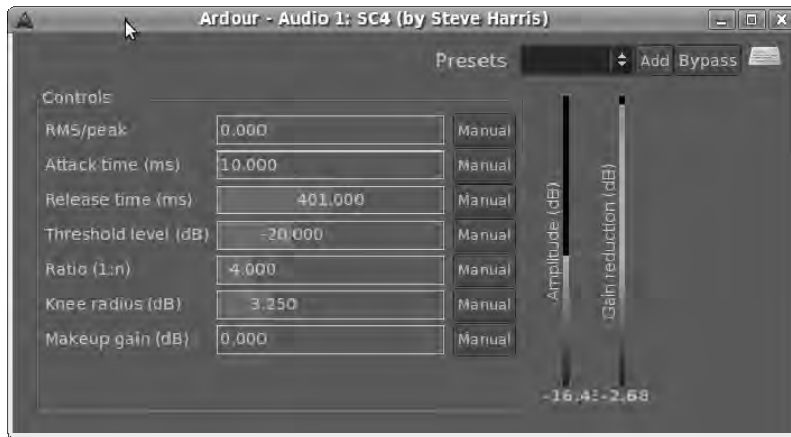 Ardour - Audio 1: SC4 (by Steve Harris)
Presets Add Bypass
Controls
RMS/peak 0.000 Manual
Attack time (ms) 10.000 Manual
Release time (ms) 401.000 Manual
Threshold level (dB) -20.000 Manual
Ratio (1:n) 4.000 Manual
Knee radius (dB) 3.250 Manual
Makeup gain (dB) 0.000 Manual
Amplitude (dB)
Gain reduction (dB)
-2.68